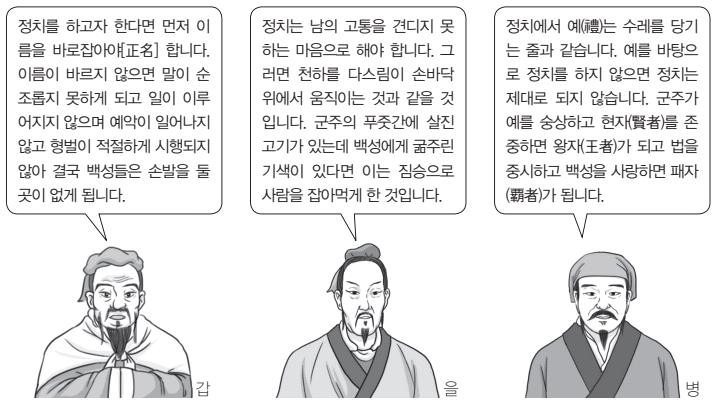 정치를 하고자 한다면 먼저 이
름을 바로잡아야[正名] 합니다.
이름이 바르지 않으면 말이 순
조롭지 못하게 되고 일이 이루
어지지 않으며 예악이 일어나지
않고 형벌이 적절하게 시행되지
않아 결국 백성들은 손발을 둘
곳이 없게 됩니다.
갑
정치는 남의 고통을 견디지 못
하는 마음으로 해야 합니다. 그
러면 천하를 다스림이 손바닥
위에서 움직이는 것과 같을 것
입니다. 군주의 푸줏간에 살진
고기가 있는데 백성에게 굶주린
기색이 있다면 이는 짐승으로
사람을 잡아먹게 한 것입니다.
을
정치에서 예(禮)는 수레를 당기
는 줄과 같습니다. 예를 바탕으
로 정치를 하지 않으면 정치는
제대로 되지 않습니다. 군주가
예를 숭상하고 현자(賢者)를 존
중하면 왕자(王者)가 되고 법을
중시하고 백성을 사랑하면 패자
(覇者)가 됩니다.
병